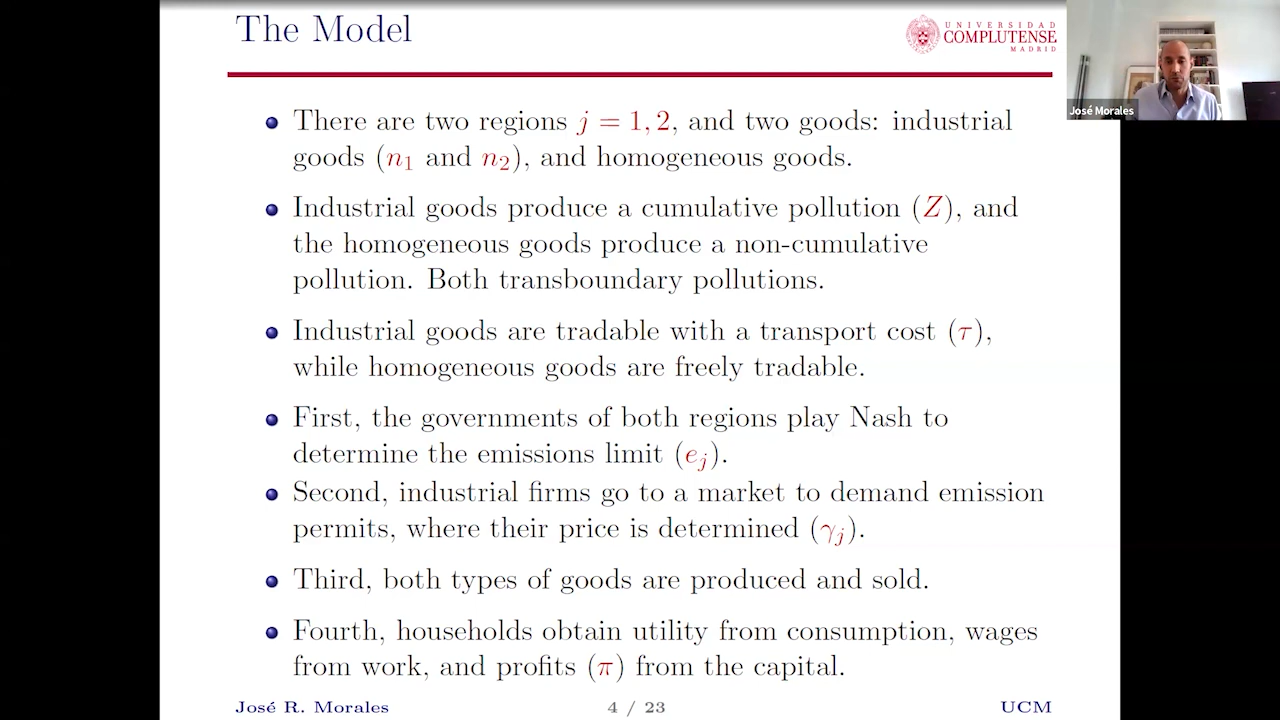 The Model
UNIVERSIDAD
COMPLUTENSE
MADRID
José Morales
There are two regions j = 1, 2, and two goods: industrial
goods (n₁ and n₂), and homogeneous goods.
Industrial goods produce a cumulative pollution (Z), and
the homogeneous goods produce a non-cumulative
pollution. Both transboundary pollutions.
Industrial goods are tradable with a transport cost (τ),
while homogeneous goods are freely tradable.
First, the governments of both regions play Nash to
determine the emissions limit (eⱼ).
Second, industrial firms go to a market to demand emission
permits, where their price is determined (γⱼ).
Third, both types of goods are produced and sold.
Fourth, households obtain utility from consumption, wages
from work, and profits (π) from the capital.
José R. Morales
4 / 23
UCM